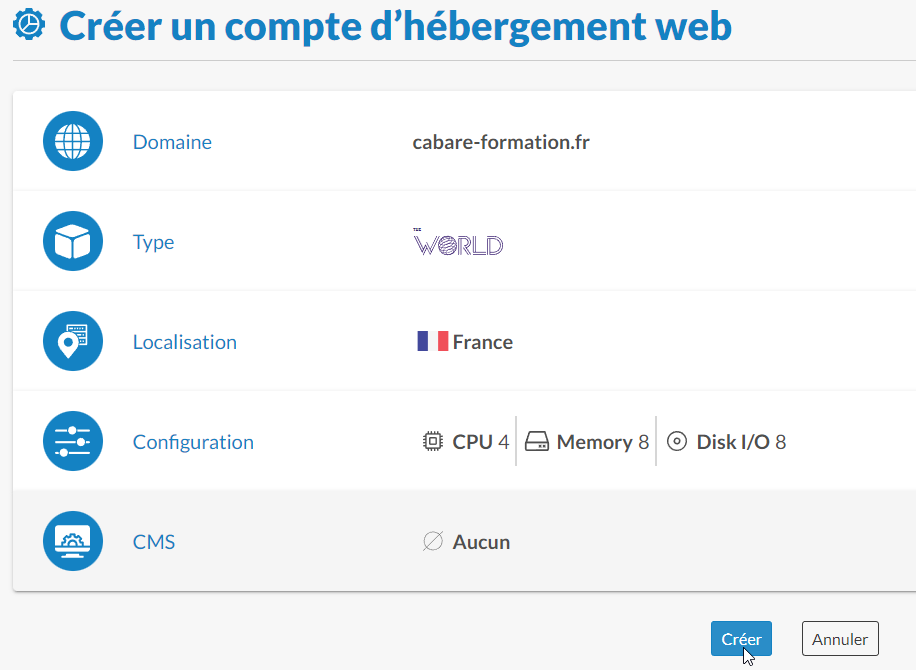 Créer un compte d’hébergement web
Domaine cabare-formation.fr
Type THE WORLD
Localisation France
Configuration CPU 4 Memory 8 Disk I/O 8
CMS Aucun
Créer Annuler